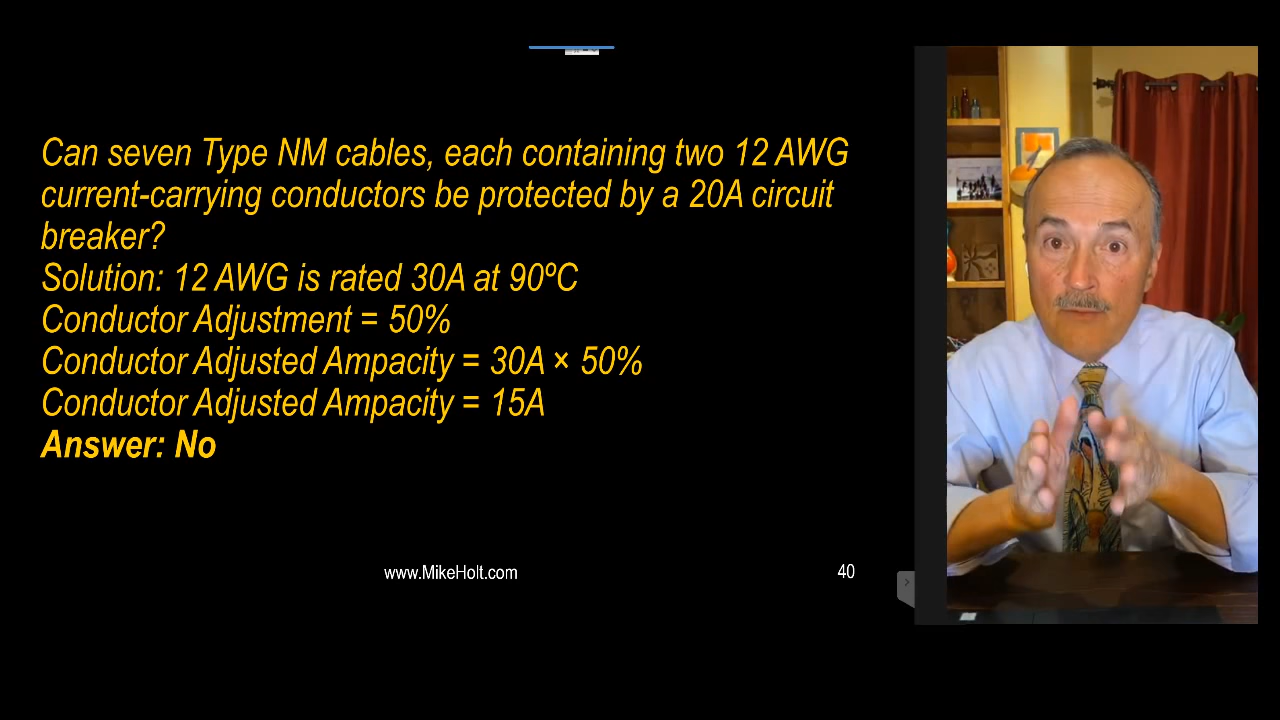 Can seven Type NM cables, each containing two 12 AWG
current-carrying conductors be protected by a 20A circuit
breaker?
Solution: 12 AWG is rated 30A at 90ºC
Conductor Adjustment = 50%
Conductor Adjusted Ampacity = 30A × 50%
Conductor Adjusted Ampacity = 15A
Answer: No
www.MikeHolt.com
40